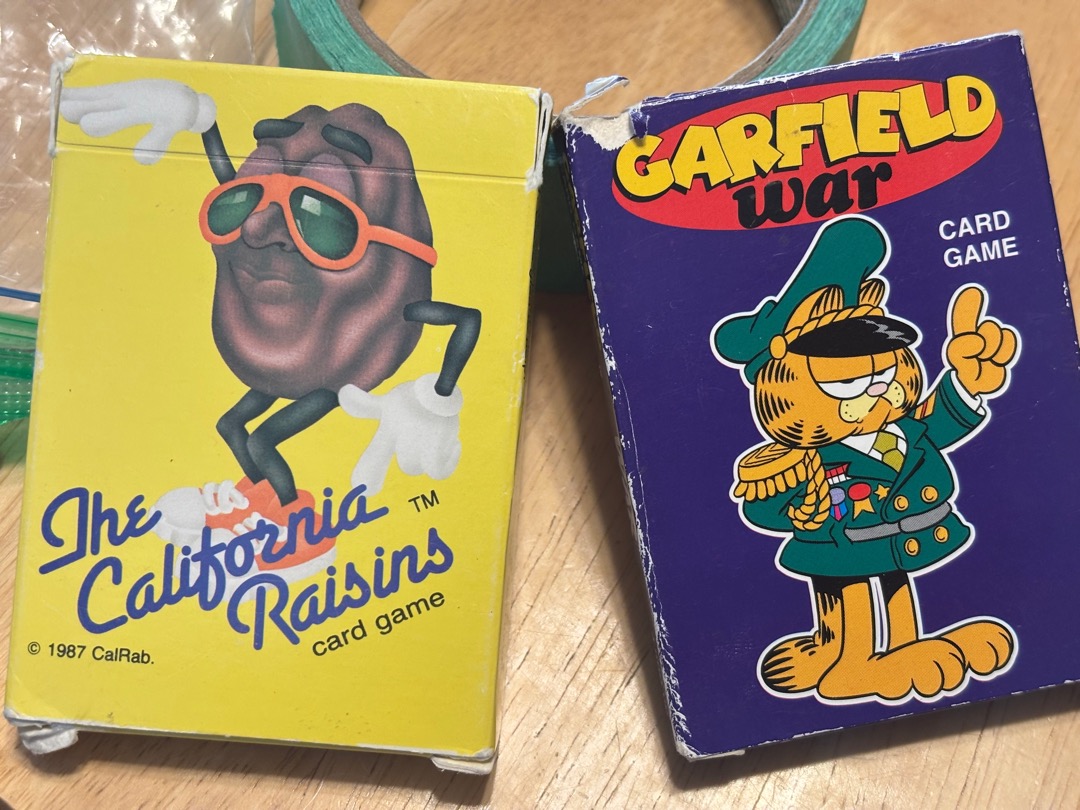 The
California ™
Raisins
card game
© 1987 CalRab.
GARFIELD
war
CARD
GAME